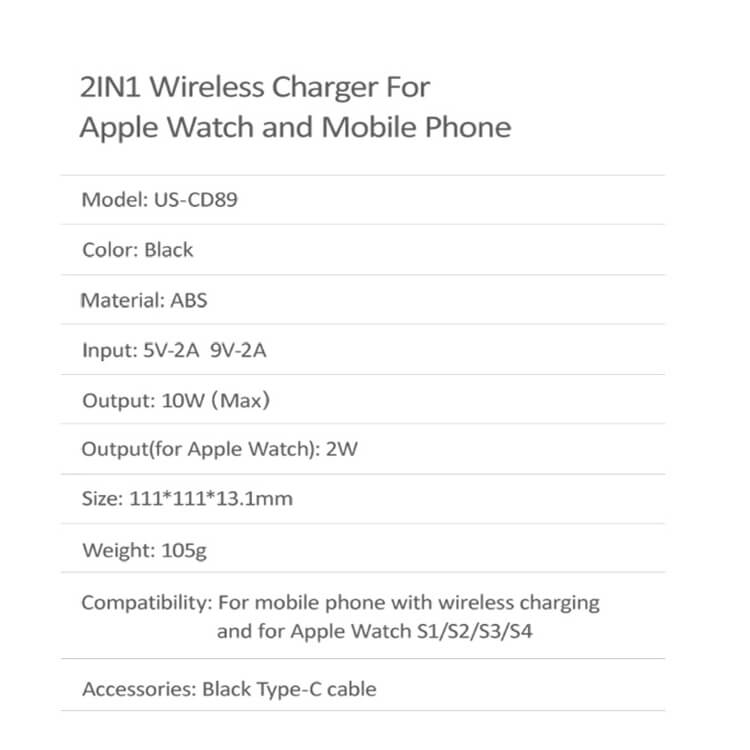 2IN1 Wireless Charger For
Apple Watch and Mobile Phone
Model: US-CD89
Color: Black
Material: ABS
Input: 5V-2A  9V-2A
Output: 10W（Max）
Output(for Apple Watch): 2W
Size: 111*111*13.1mm
Weight: 105g
Compatibility: For mobile phone with wireless charging
and for Apple Watch S1/S2/S3/S4
Accessories: Black Type-C cable